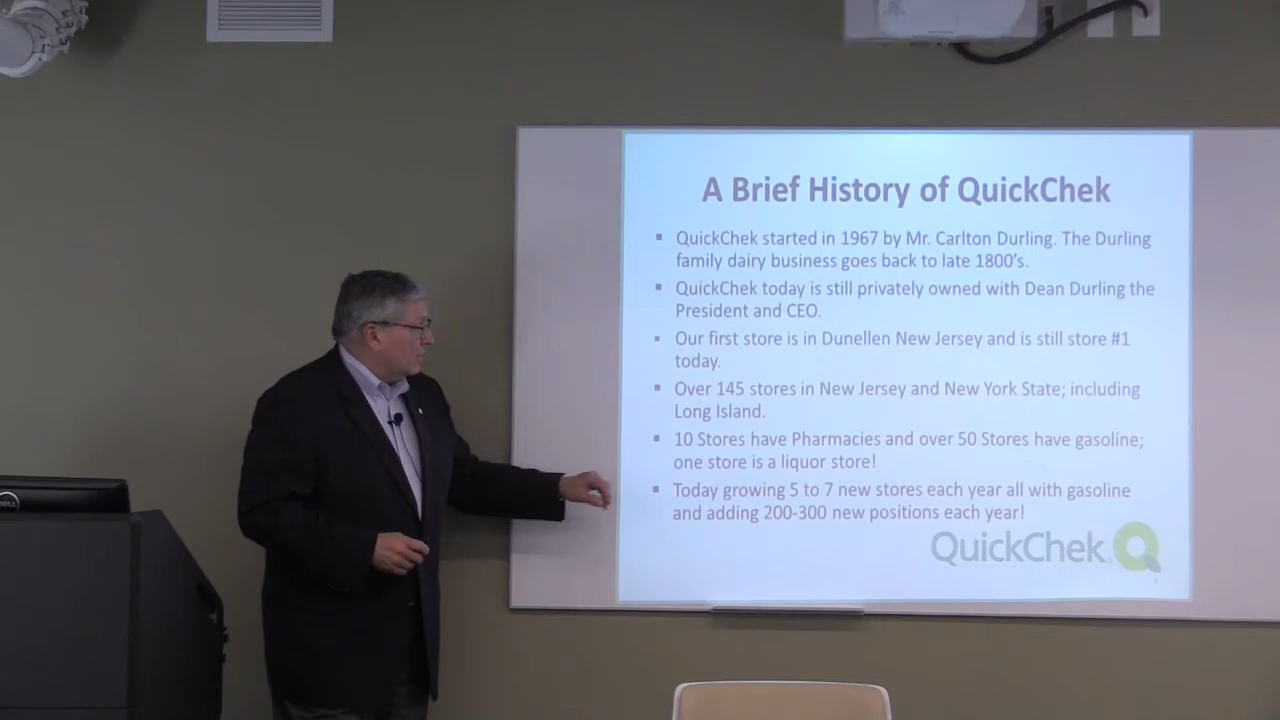 A Brief History of QuickChek
▪ QuickChek started in 1967 by Mr. Carlton Durling. The Durling
family dairy business goes back to late 1800's.
▪ QuickChek today is still privately owned with Dean Durling the
President and CEO.
▪ Our first store is in Dunellen New Jersey and is still store #1
today.
▪ Over 145 stores in New Jersey and New York State; including
Long Island.
▪ 10 Stores have Pharmacies and over 50 Stores have gasoline;
one store is a liquor store!
▪ Today growing 5 to 7 new stores each year all with gasoline
and adding 200-300 new positions each year!
QuickChek
DELL